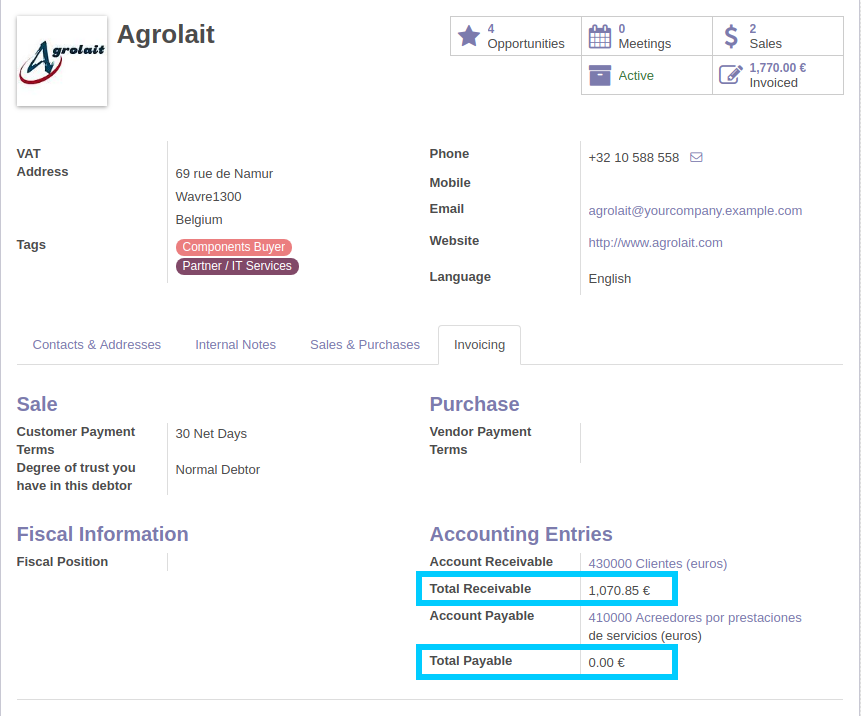 Agrolait
Agrolait
4
Opportunities
0
Meetings
$ 2
Sales
Active
1,770.00 €
Invoiced
VAT
Address
69 rue de Namur
Wavre1300
Belgium
Tags
Components Buyer
Partner / IT Services
Phone
+32 10 588 558
Mobile
Email
agrolait@yourcompany.example.com
Website
http://www.agrolait.com
Language
English
Contacts & Addresses
Internal Notes
Sales & Purchases
Invoicing
Sale
Customer Payment
Terms
30 Net Days
Degree of trust you
have in this debtor
Normal Debtor
Purchase
Vendor Payment
Terms
Fiscal Information
Fiscal Position
Accounting Entries
Account Receivable
430000 Clientes (euros)
Total Receivable
1,070.85 €
Account Payable
410000 Acreedores por prestaciones
de servicios (euros)
Total Payable
0.00 €